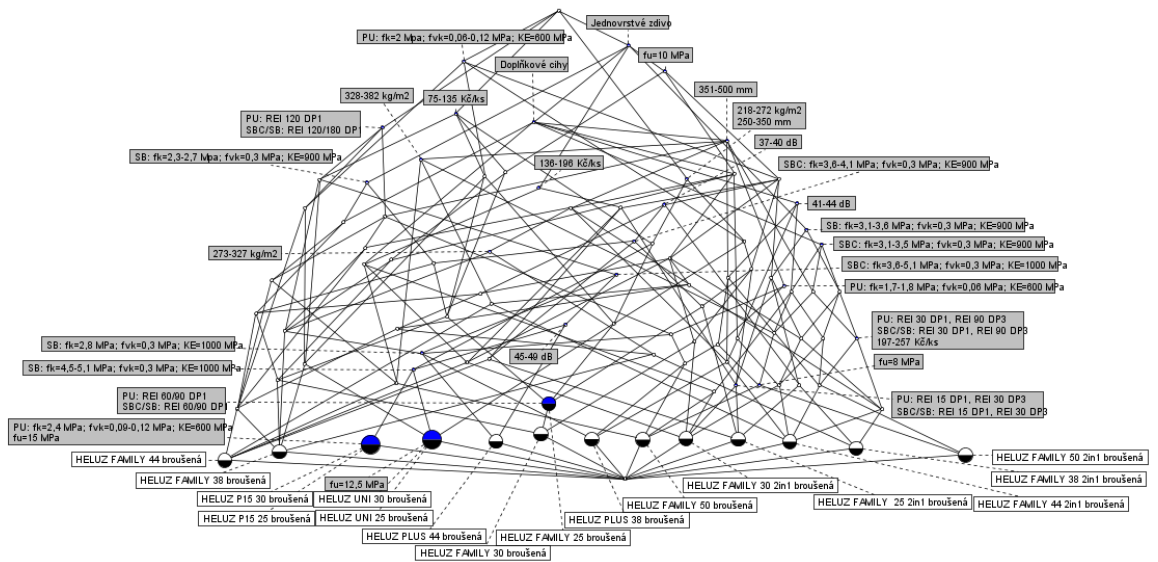 Jednovrstvé zdivo
PU: fk=2 Mpa; fvk=0,06-0,12 MPa; KE=600 MPa
fu=10 MPa
Doplňkové cihy
351-500 mm
328-382 kg/m2
75-135 Kč/ks
218-272 kg/m2
250-350 mm
PU: REI 120 DP1
SBC/SB: REI 120/180 DP1
37-40 dB
SB: fk=2,3-2,7 Mpa; fvk=0,3 MPa; KE=900 MPa
136-196 Kč/ks
SBC: fk=3,6-4,1 MPa; fvk=0,3 MPa; KE=900 MPa
41-44 dB
SB: fk=3,1-3,6 MPa; fvk=0,3 MPa; KE=900 MPa
SBC: fk=3,1-3,5 MPa; fvk=0,3 MPa; KE=900 MPa
273-327 kg/m2
SBC: fk=3,6-5,1 MPa; fvk=0,3 MPa; KE=1000 MPa
PU: fk=1,7-1,8 MPa; fvk=0,06 MPa; KE=600 MPa
PU: REI 30 DP1, REI 90 DP3
SBC/SB: REI 30 DP1, REI 90 DP3
197-257 Kč/ks
SB: fk=2,8 MPa; fvk=0,3 MPa; KE=1000 MPa
45-49 dB
fu=8 MPa
SB: fk=4,5-5,1 MPa; fvk=0,3 MPa; KE=1000 MPa
PU: REI 60/90 DP1
SBC/SB: REI 60/90 DP1
PU: REI 15 DP1, REI 30 DP3
SBC/SB: REI 15 DP1, REI 30 DP3
PU: fk=2,4 MPa; fvk=0,09-0,12 MPa; KE=600 MPa
fu=15 MPa
HELUZ FAMILY 44 broušená
HELUZ FAMILY 50 2in1 broušená
HELUZ FAMILY 38 broušená
fu=12,5 MPa
HELUZ FAMILY 30 2in1 broušená
HELUZ FAMILY 38 2in1 broušená
HELUZ P15 30 broušená
HELUZ UNI 30 broušená
HELUZ FAMILY 50 broušená
HELUZ FAMILY 25 2in1 broušená
HELUZ FAMILY 44 2in1 broušená
HELUZ P15 25 broušená
HELUZ UNI 25 broušená
HELUZ PLUS 38 broušená
HELUZ PLUS 44 broušená
HELUZ FAMILY 25 broušená
HELUZ FAMILY 30 broušená